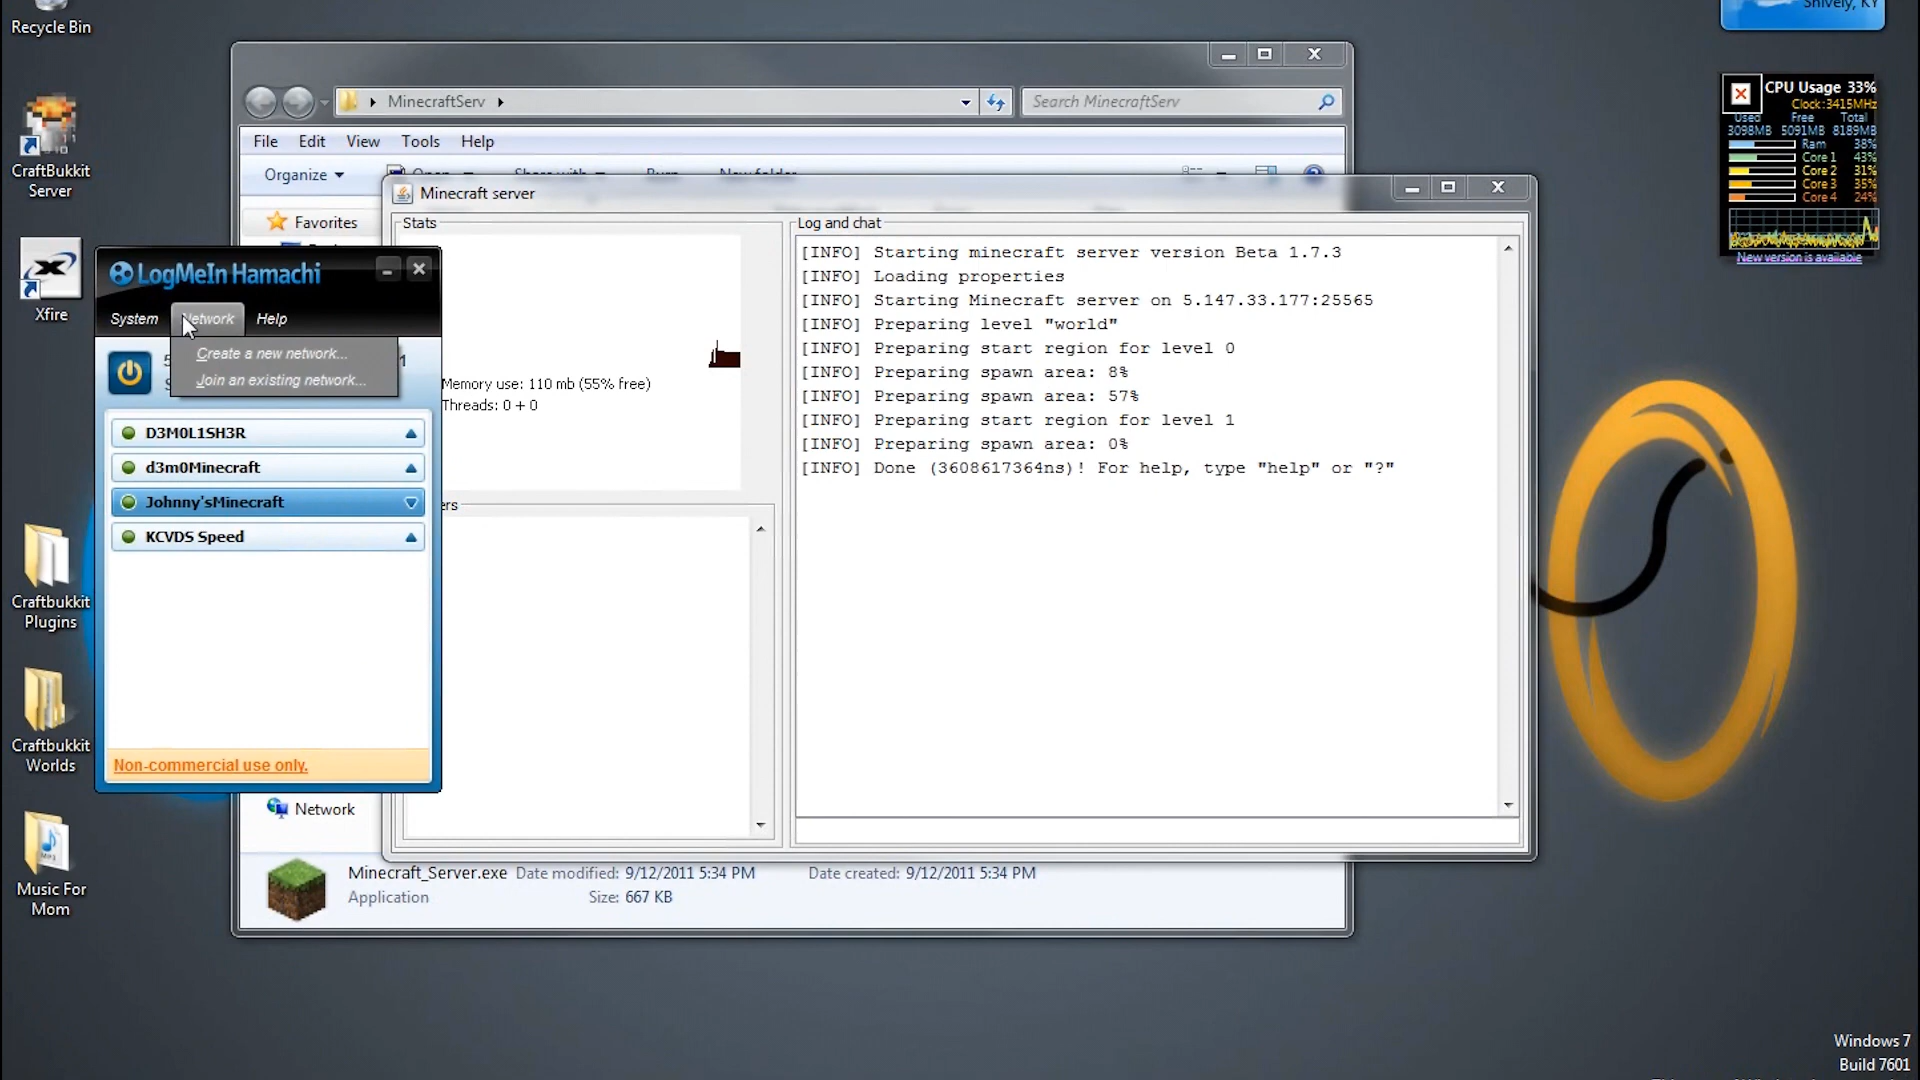 Recycle Bin
CraftBukkit
Server
Xfire
Craftbukkit
Plugins
Craftbukkit
Worlds
Music For
Mom
MinecraftServ
Search MinecraftServ
File Edit View Tools Help
Organize Open Share with Burn New folder
Favorites
Network
Minecraft_Server.exe Date modified: 9/12/2011 5:34 PM Date created: 9/12/2011 5:34 PM
Application Size: 667 KB
LogMeIn Hamachi
System Network Help
Create a new network...
Join an existing network...
D3M0L1SH3R
d3m0Minecraft
Johnny'sMinecraft
KCVDS Speed
Non-commercial use only.
Minecraft server
Stats
Memory use: 110 mb (55% free)
Threads: 0 + 0
Log and chat
[INFO] Starting minecraft server version Beta 1.7.3
[INFO] Loading properties
[INFO] Starting Minecraft server on 5.147.33.177:25565
[INFO] Preparing level "world"
[INFO] Preparing start region for level 0
[INFO] Preparing spawn area: 8%
[INFO] Preparing spawn area: 57%
[INFO] Preparing start region for level 1
[INFO] Preparing spawn area: 0%
[INFO] Done (3608617364ns)! For help, type "help" or "?"
Shively, KY
CPU Usage 33%
Clock:3415MHz
Used Free Total
3098MB 5091MB 8189MB
Ram 38%
Core 1 43%
Core 2 31%
Core 3 35%
Core 4 24%
New version is available
Windows 7
Build 7601